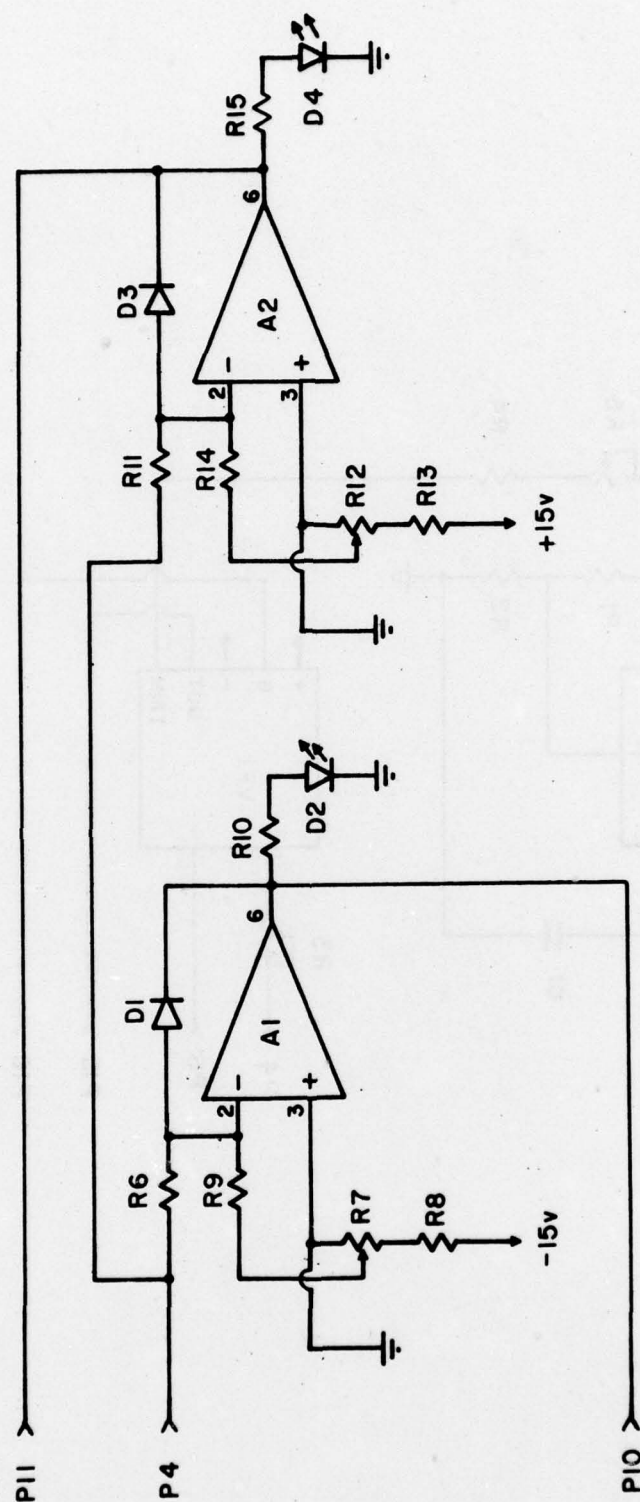 P11
P4
P10
R6
R9
D1
2
3
-
+
A1
6
R7
R8
-15v
R10
D2
R11
R14
D3
2
3
-
+
A2
6
R12
R13
+15v
R15
D4